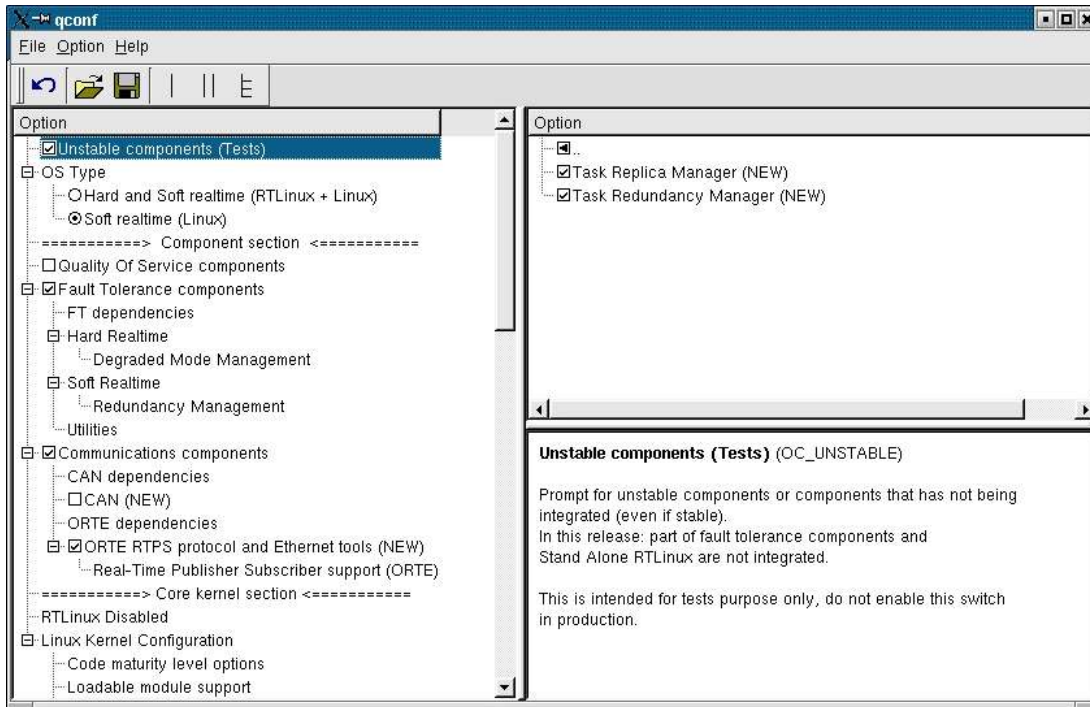 qconf
File Option Help
Option
Unstable components (Tests)
OS Type
Hard and Soft realtime (RTLinux + Linux)
Soft realtime (Linux)
===========> Component section <===========
Quality Of Service components
Fault Tolerance components
FT dependencies
Hard Realtime
Degraded Mode Management
Soft Realtime
Redundancy Management
Utilities
Communications components
CAN dependencies
CAN (NEW)
ORTE dependencies
ORTE RTPS protocol and Ethernet tools (NEW)
Real-Time Publisher Subscriber support (ORTE)
===========> Core kernel section <===========
RTLinux Disabled
Linux Kernel Configuration
Code maturity level options
Loadable module support
Option
..
Task Replica Manager (NEW)
Task Redundancy Manager (NEW)
Unstable components (Tests) (OC_UNSTABLE)
Prompt for unstable components or components that has not being
integrated (even if stable).
In this release: part of fault tolerance components and
Stand Alone RTLinux are not integrated.
This is intended for tests purpose only, do not enable this switch
in production.